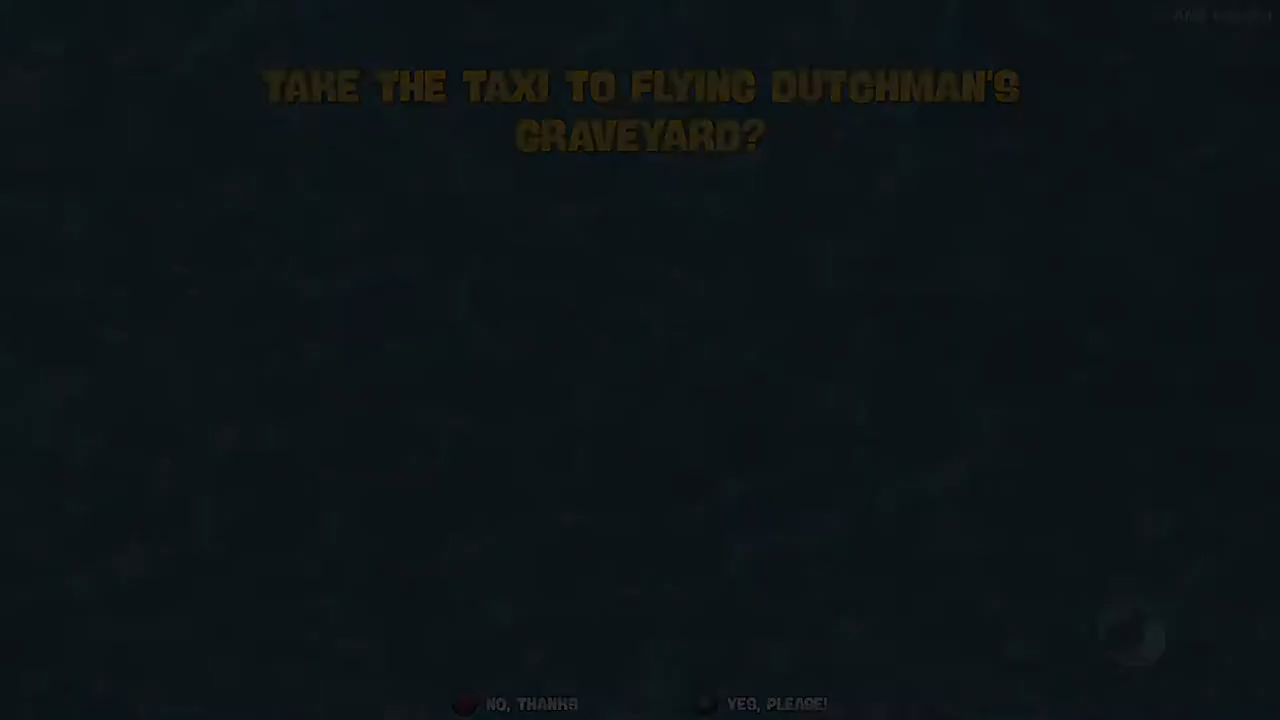 TAKE THE TAXI TO FLYING DUTCHMAN'S
GRAVEYARD?
NO, THANKS
YES, PLEASE!